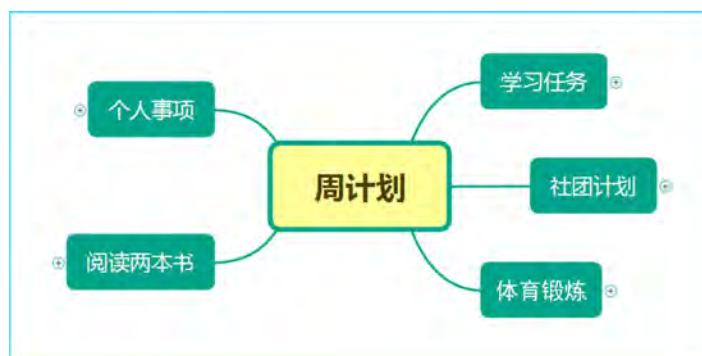 个人事项
学习任务
周计划
社团计划
阅读两本书
体育锻炼